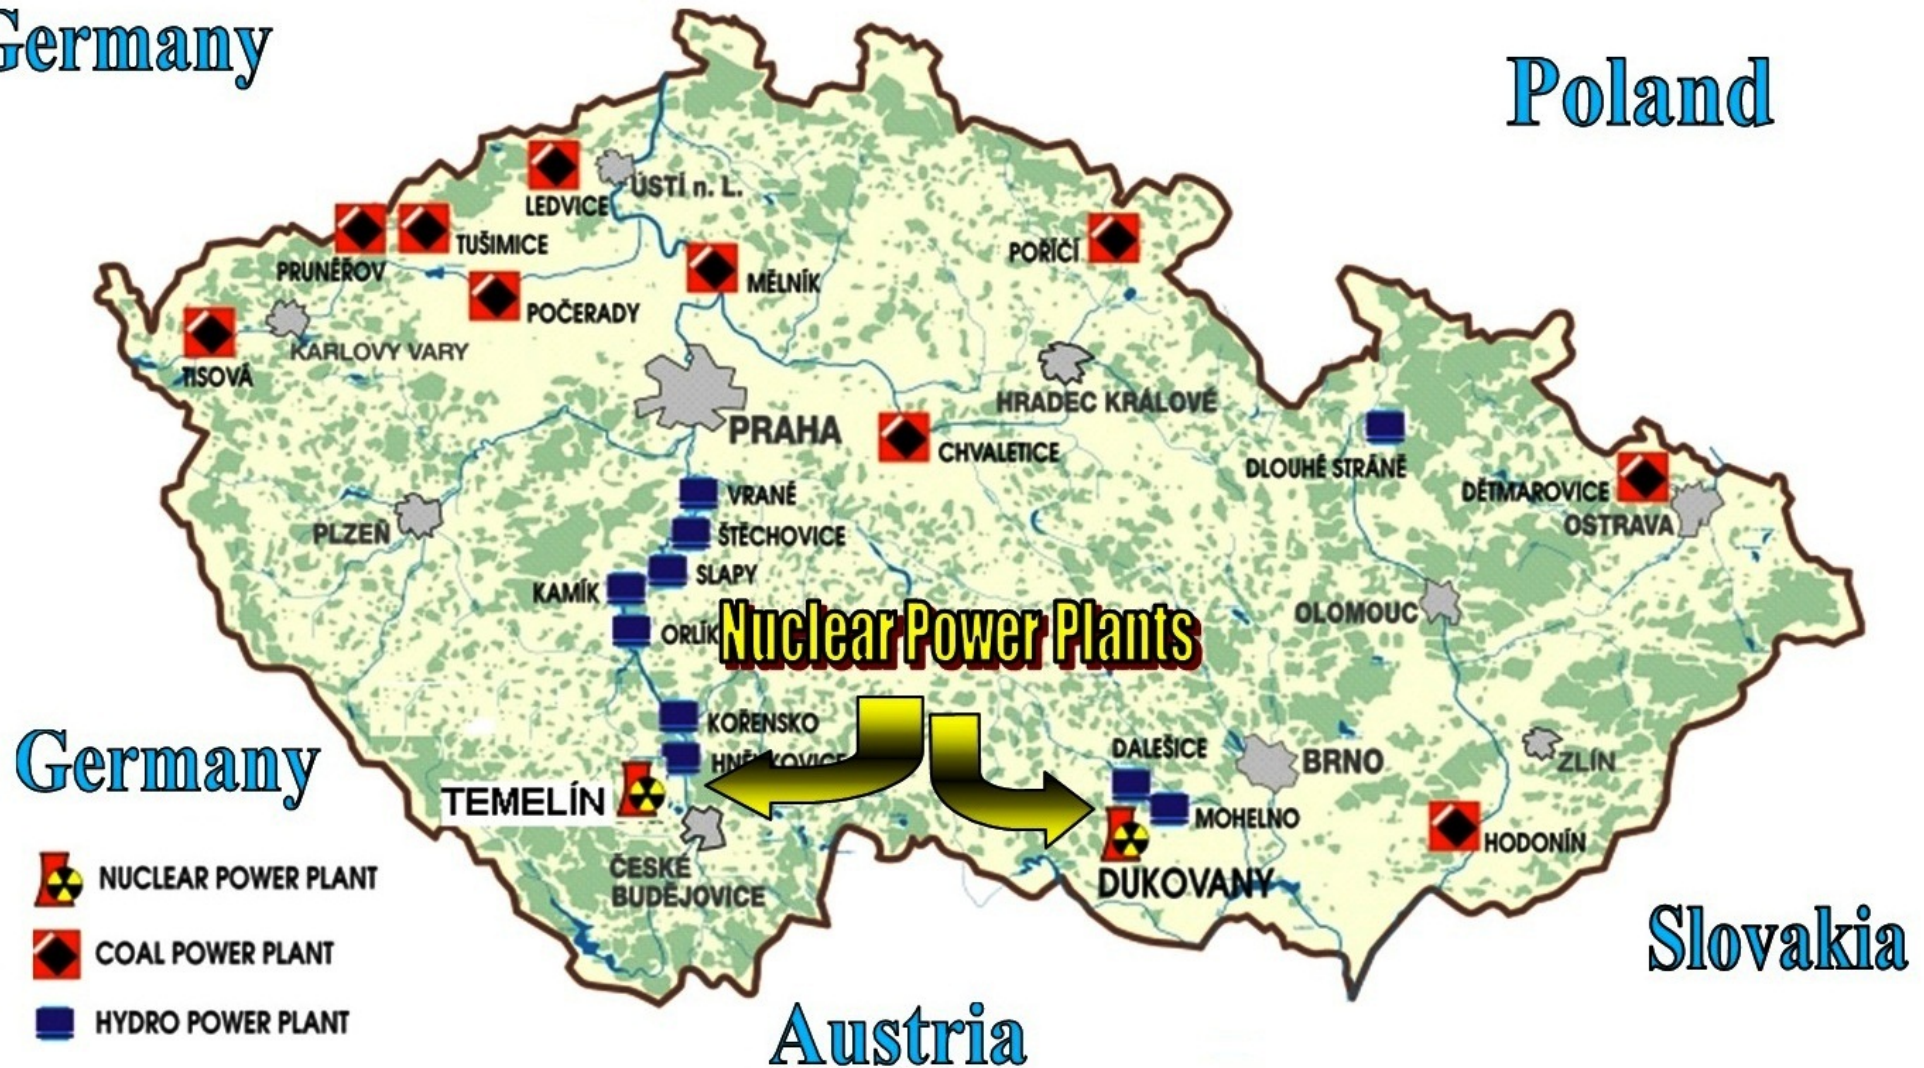 Germany
Poland
LEDVICE
ÚSTÍ n. L.
TUŠIMICE
PRUNÉŘOV
POŘÍČÍ
MĚLNÍK
POČERADY
KARLOVY VARY
TISOVÁ
HRADEC KRÁLOVÉ
PRAHA
CHVALETICE
DLOUHÉ STRÁNĚ
DĚTMAROVICE
OSTRAVA
VRANÉ
PLZEŇ
ŠTĚCHOVICE
SLAPY
KAMÍK
OLOMOUC
ORLÍK
Nuclear Power Plants
KOŘENSKO
Germany
DALEŠICE
BRNO
ZLÍN
TEMELÍN
MOHELNO
HODONÍN
ČESKÉ
BUDĚJOVICE
DUKOVANY
NUCLEAR POWER PLANT
COAL POWER PLANT
HYDRO POWER PLANT
Slovakia
Austria